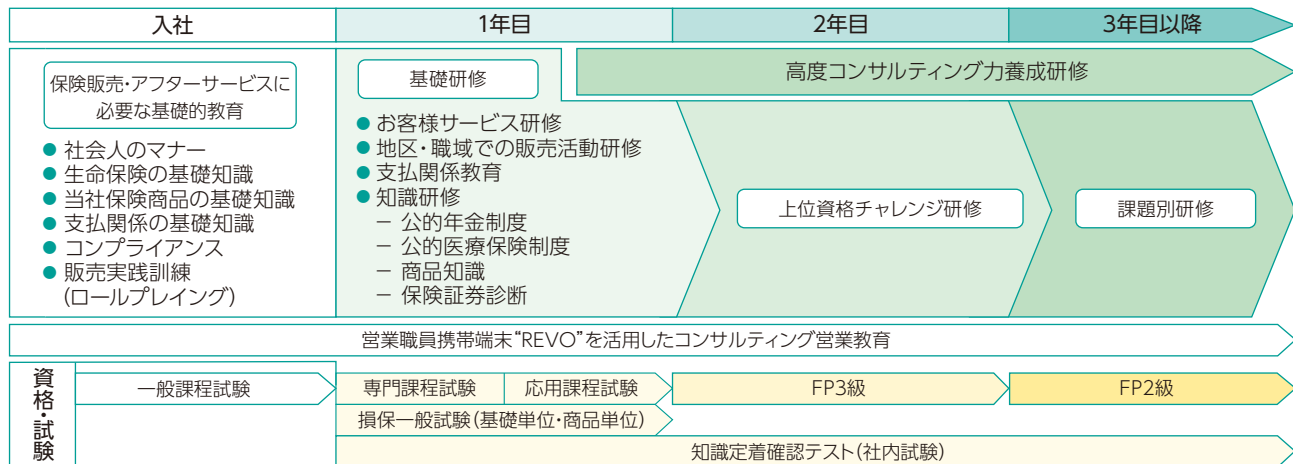 入社
1年目
2年目
3年目以降
保険販売・アフターサービスに
必要な基礎的教育
● 社会人のマナー
● 生命保険の基礎知識
● 当社保険商品の基礎知識
● 支払関係の基礎知識
● コンプライアンス
● 販売実践訓練
(ロールプレイング)
基礎研修
● お客様サービス研修
● 地区・職域での販売活動研修
● 支払関係教育
● 知識研修
－ 公的年金制度
－ 公的医療保険制度
－ 商品知識
－ 保険証券診断
高度コンサルティング力養成研修
上位資格チャレンジ研修
課題別研修
営業職員携帯端末“REVO”を活用したコンサルティング営業教育
資格・試験
一般課程試験
専門課程試験
応用課程試験
FP3級
FP2級
損保一般試験(基礎単位・商品単位)
知識定着確認テスト(社内試験)